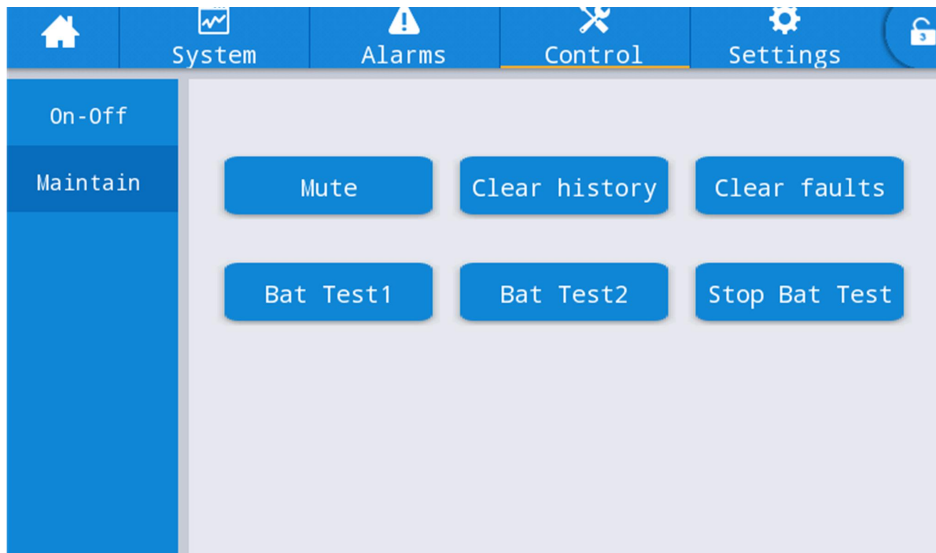 System Alarms Control Settings
3
On-Off
Maintain
Mute Clear history Clear faults
Bat Test1 Bat Test2 Stop Bat Test